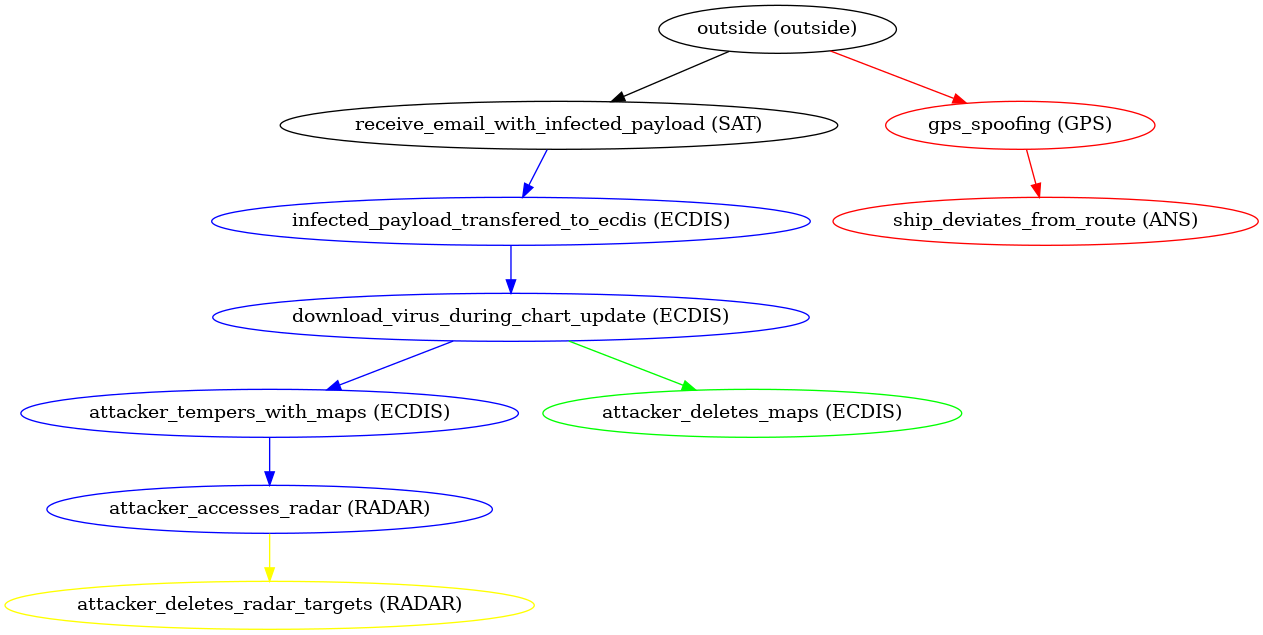 outside (outside)
receive_email_with_infected_payload (SAT)
gps_spoofing (GPS)
infected_payload_transfered_to_ecdis (ECDIS)
ship_deviates_from_route (ANS)
download_virus_during_chart_update (ECDIS)
attacker_tempers_with_maps (ECDIS)
attacker_deletes_maps (ECDIS)
attacker_accesses_radar (RADAR)
attacker_deletes_radar_targets (RADAR)